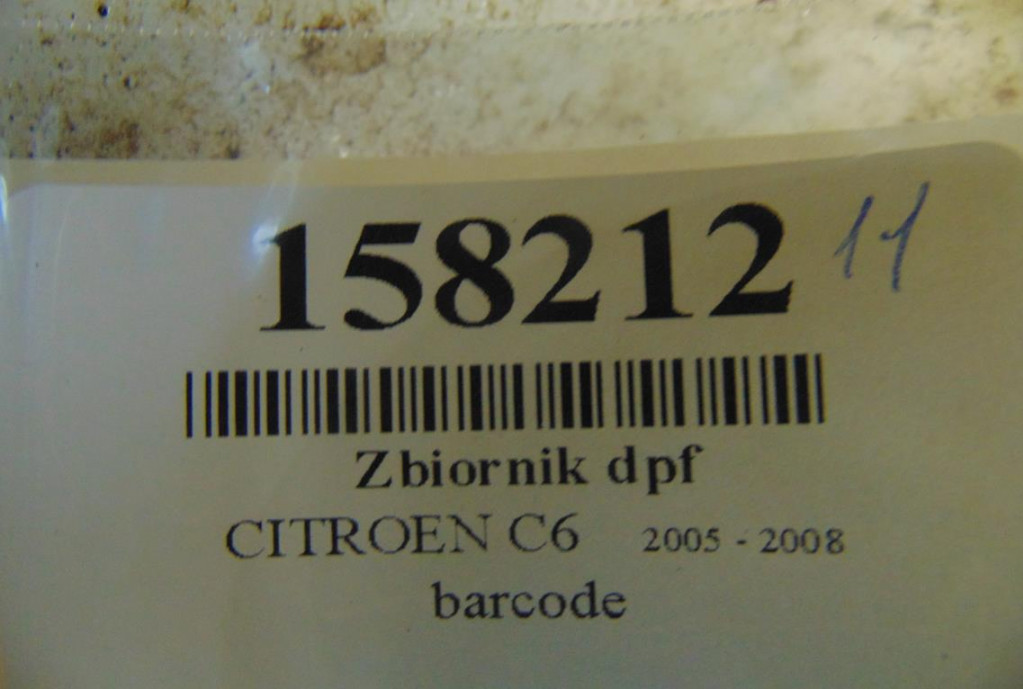 158212 11
Zbiornik dpf
CITROEN C6 2005 - 2008
barcode